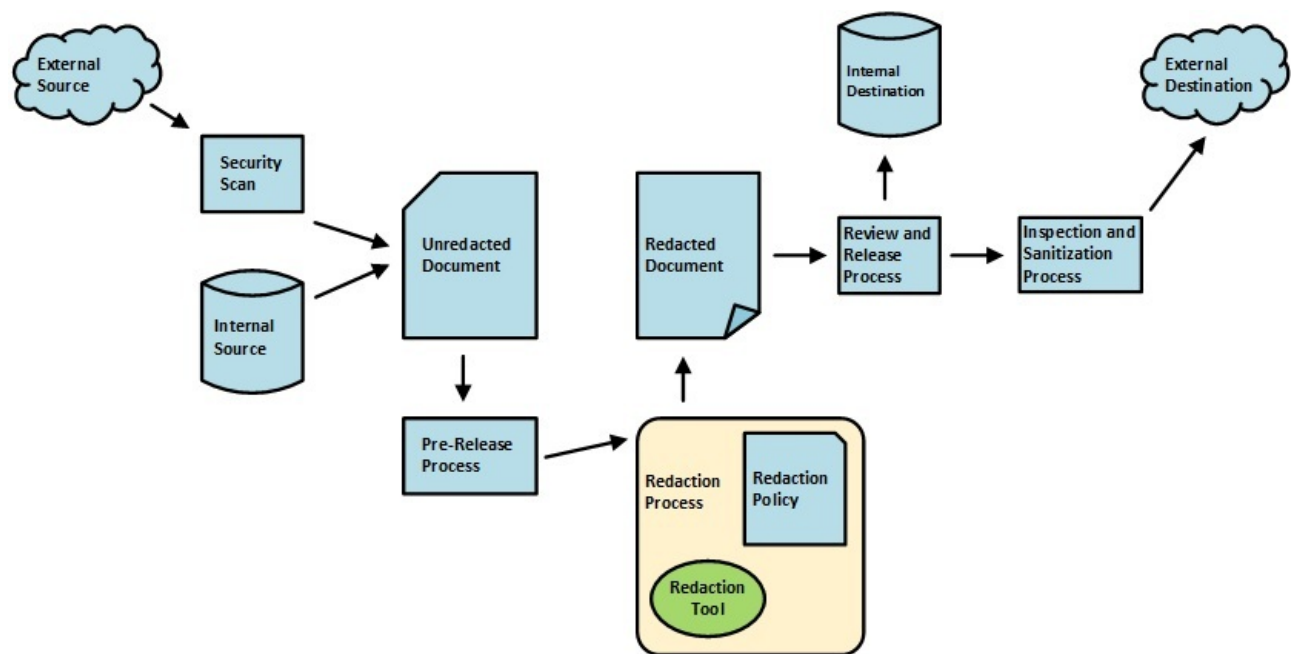 External
Source
Security
Scan
Internal
Source
Unredacted
Document
Pre-Release
Process
Redaction
Process
Redaction
Policy
Redaction
Tool
Redacted
Document
Review and
Release
Process
Internal
Destination
Inspection and
Sanitization
Process
External
Destination